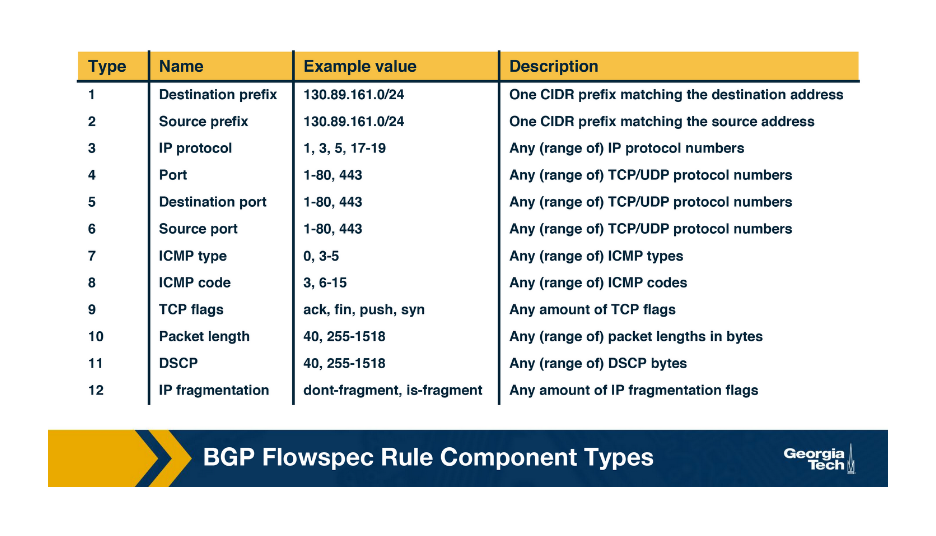 Type Name Example value Description
1 Destination prefix 130.89.161.0/24 One CIDR prefix matching the destination address
2 Source prefix 130.89.161.0/24 One CIDR prefix matching the source address
3 IP protocol 1, 3, 5, 17-19 Any (range of) IP protocol numbers
4 Port 1-80, 443 Any (range of) TCP/UDP protocol numbers
5 Destination port 1-80, 443 Any (range of) TCP/UDP protocol numbers
6 Source port 1-80, 443 Any (range of) TCP/UDP protocol numbers
7 ICMP type 0, 3-5 Any (range of) ICMP types
8 ICMP code 3, 6-15 Any (range of) ICMP codes
9 TCP flags ack, fin, push, syn Any amount of TCP flags
10 Packet length 40, 255-1518 Any (range of) packet lengths in bytes
11 DSCP 40, 255-1518 Any (range of) DSCP bytes
12 IP fragmentation dont-fragment, is-fragment Any amount of IP fragmentation flags
BGP Flowspec Rule Component Types
Georgia
Tech